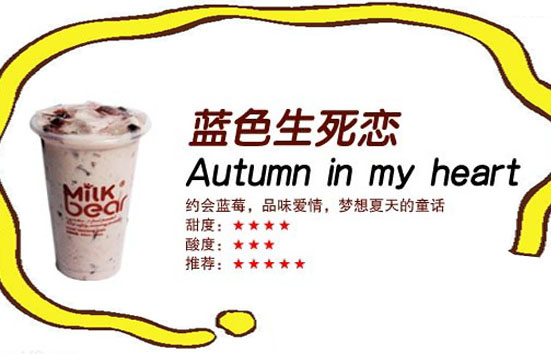 蓝色生死恋
Autumn in my heart
约会蓝莓，品味爱情，梦想夏天的童话
甜度：★★★★
酸度：★★★
推荐：★★★★★
MiLK
bear